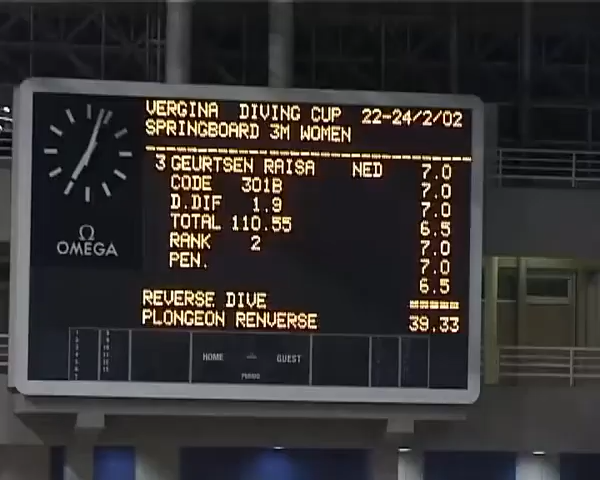 VERGINA DIVING CUP 22-24/2/02
SPRINGBOARD 3M WOMEN
3 GEURTSEN RAISA NED 7.0
CODE 301B 7.0
D.DIF 1.9 7.0
TOTAL 110.55 6.5
RANK 2 7.0
PEN. 7.0
6.5
REVERSE DIVE
PLONGEON RENVERSE 39.33
Ω
OMEGA
HOME GUEST